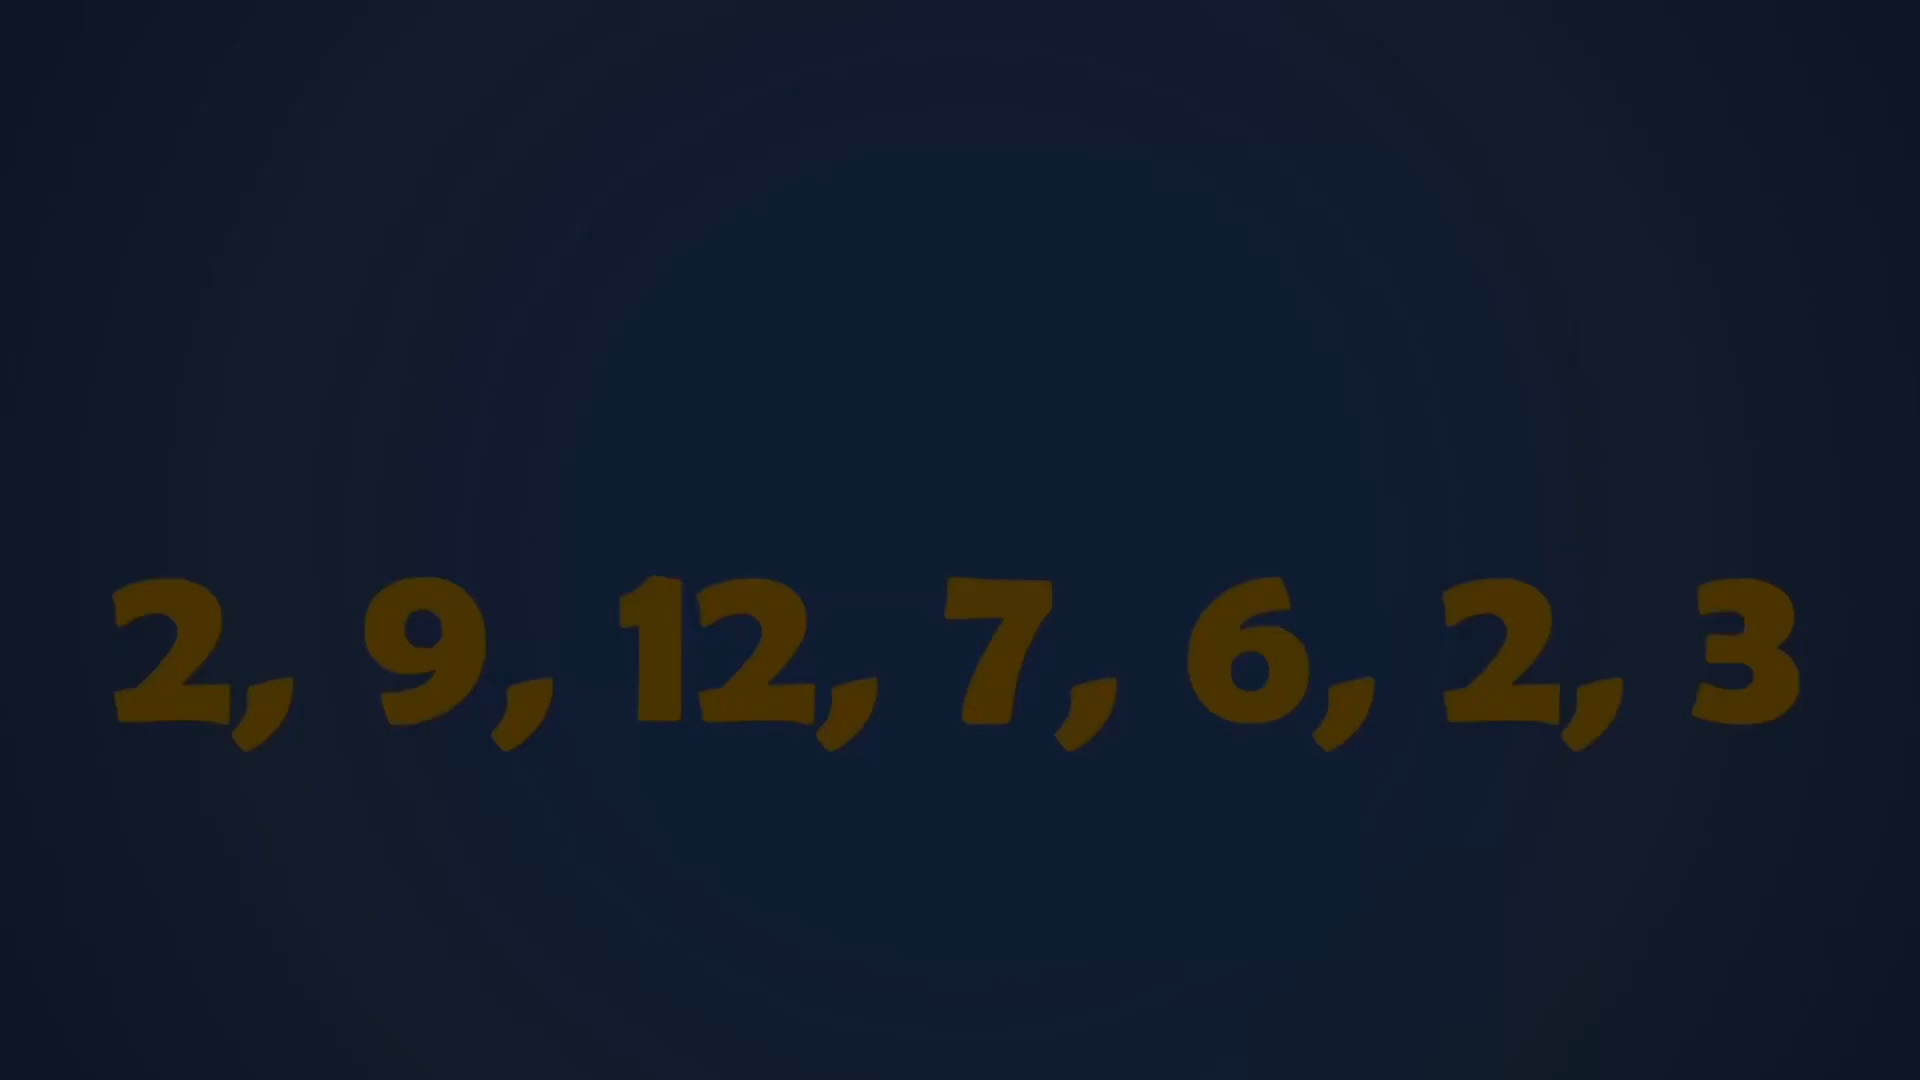 2, 9, 12, 7, 6, 2, 3